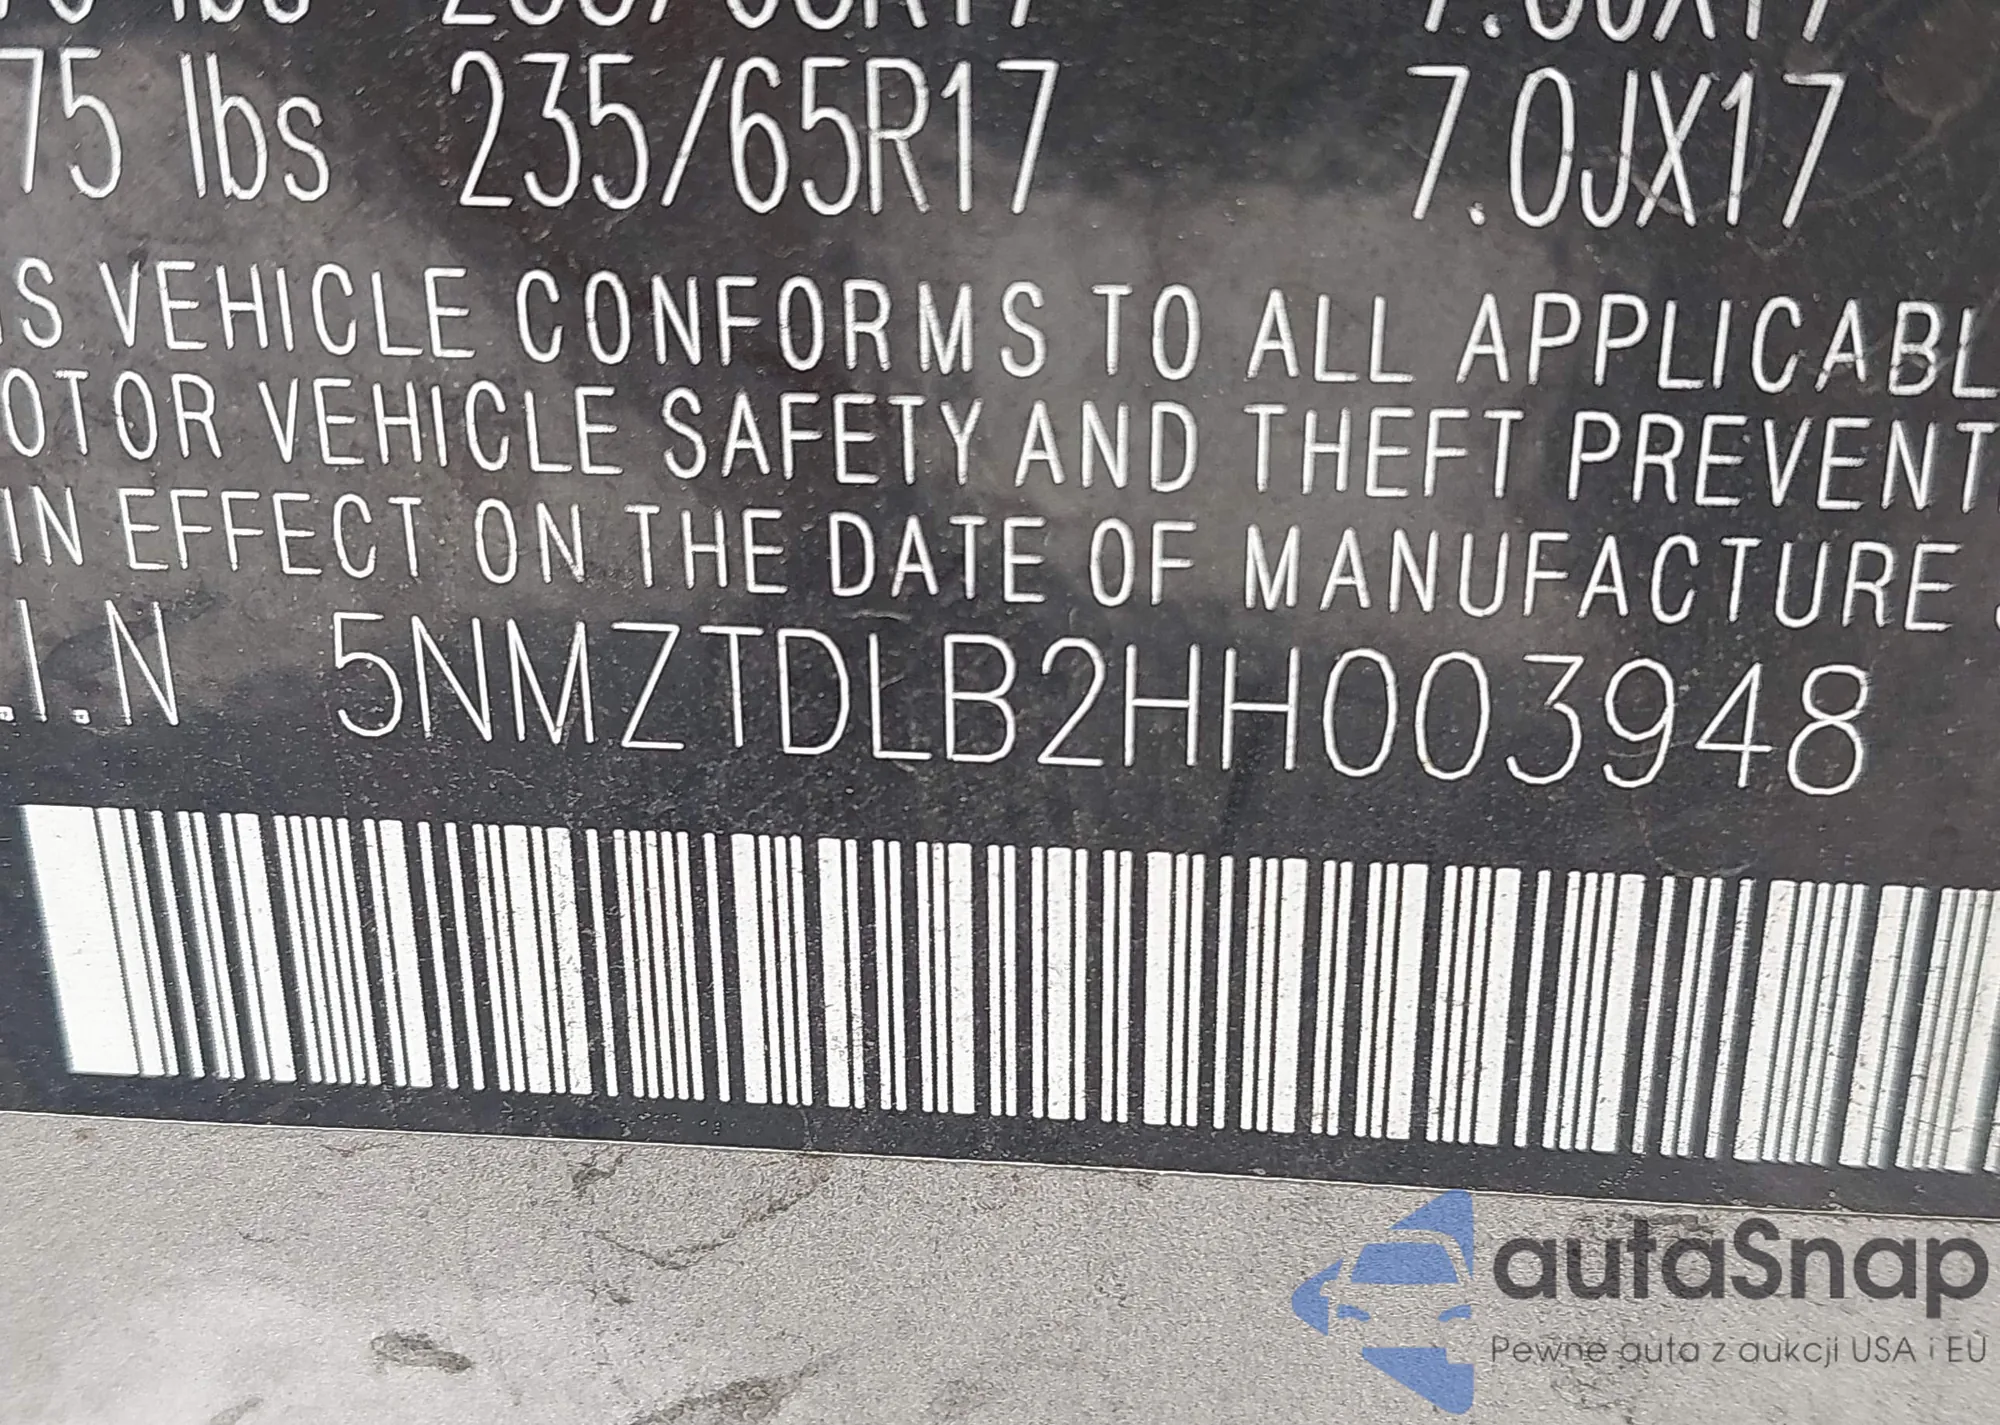 75 lbs 235/65R17 7.0JX17
IS VEHICLE CONFORMS TO ALL APPLICABL
OTOR VEHICLE SAFETY AND THEFT PREVENT
IN EFFECT ON THE DATE OF MANUFACTURE
.I.N 5NMZTDLB2HH003948
autaSnap
Pewne auta z aukcji USA i EU